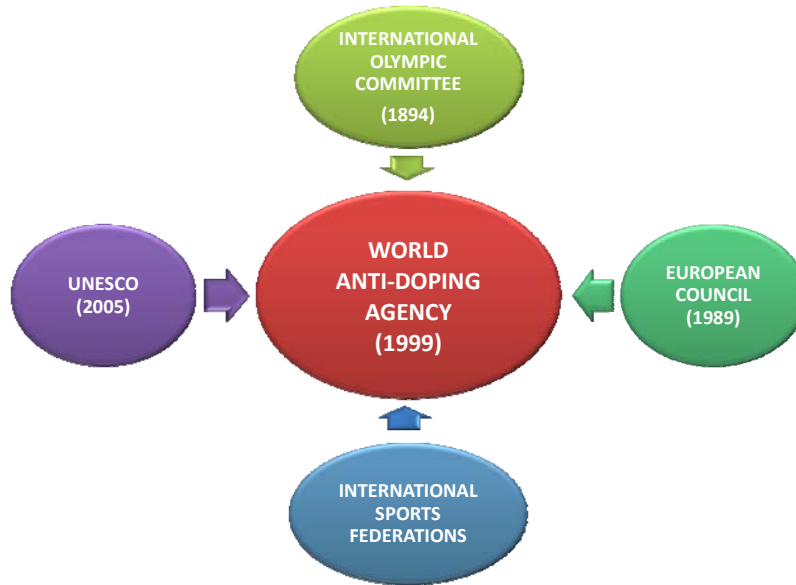 INTERNATIONAL
OLYMPIC
COMMITTEE
(1894)
UNESCO
(2005)
WORLD
ANTI-DOPING
AGENCY
(1999)
EUROPEAN
COUNCIL
(1989)
INTERNATIONAL
SPORTS
FEDERATIONS